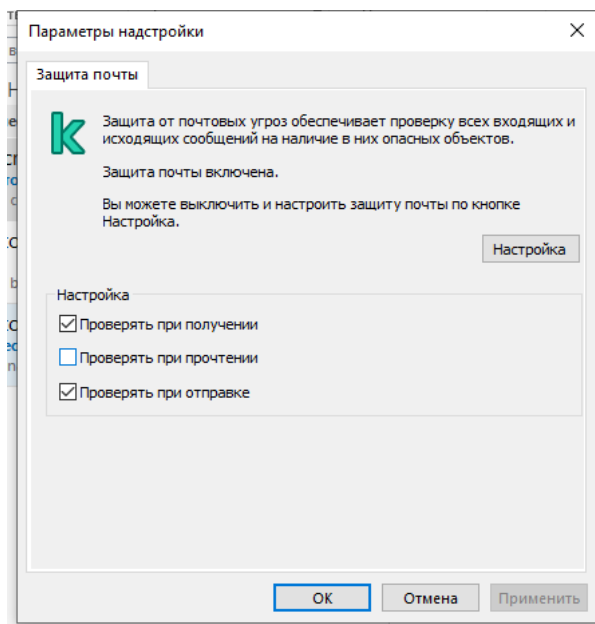 Параметры надстройки
Защита почты
Защита от почтовых угроз обеспечивает проверку всех входящих и
исходящих сообщений на наличие в них опасных объектов.
Защита почты включена.
Вы можете выключить и настроить защиту почты по кнопке
Настройка.
Настройка
Настройка
Проверять при получении
Проверять при прочтении
Проверять при отправке
ОК
Отмена
Применить